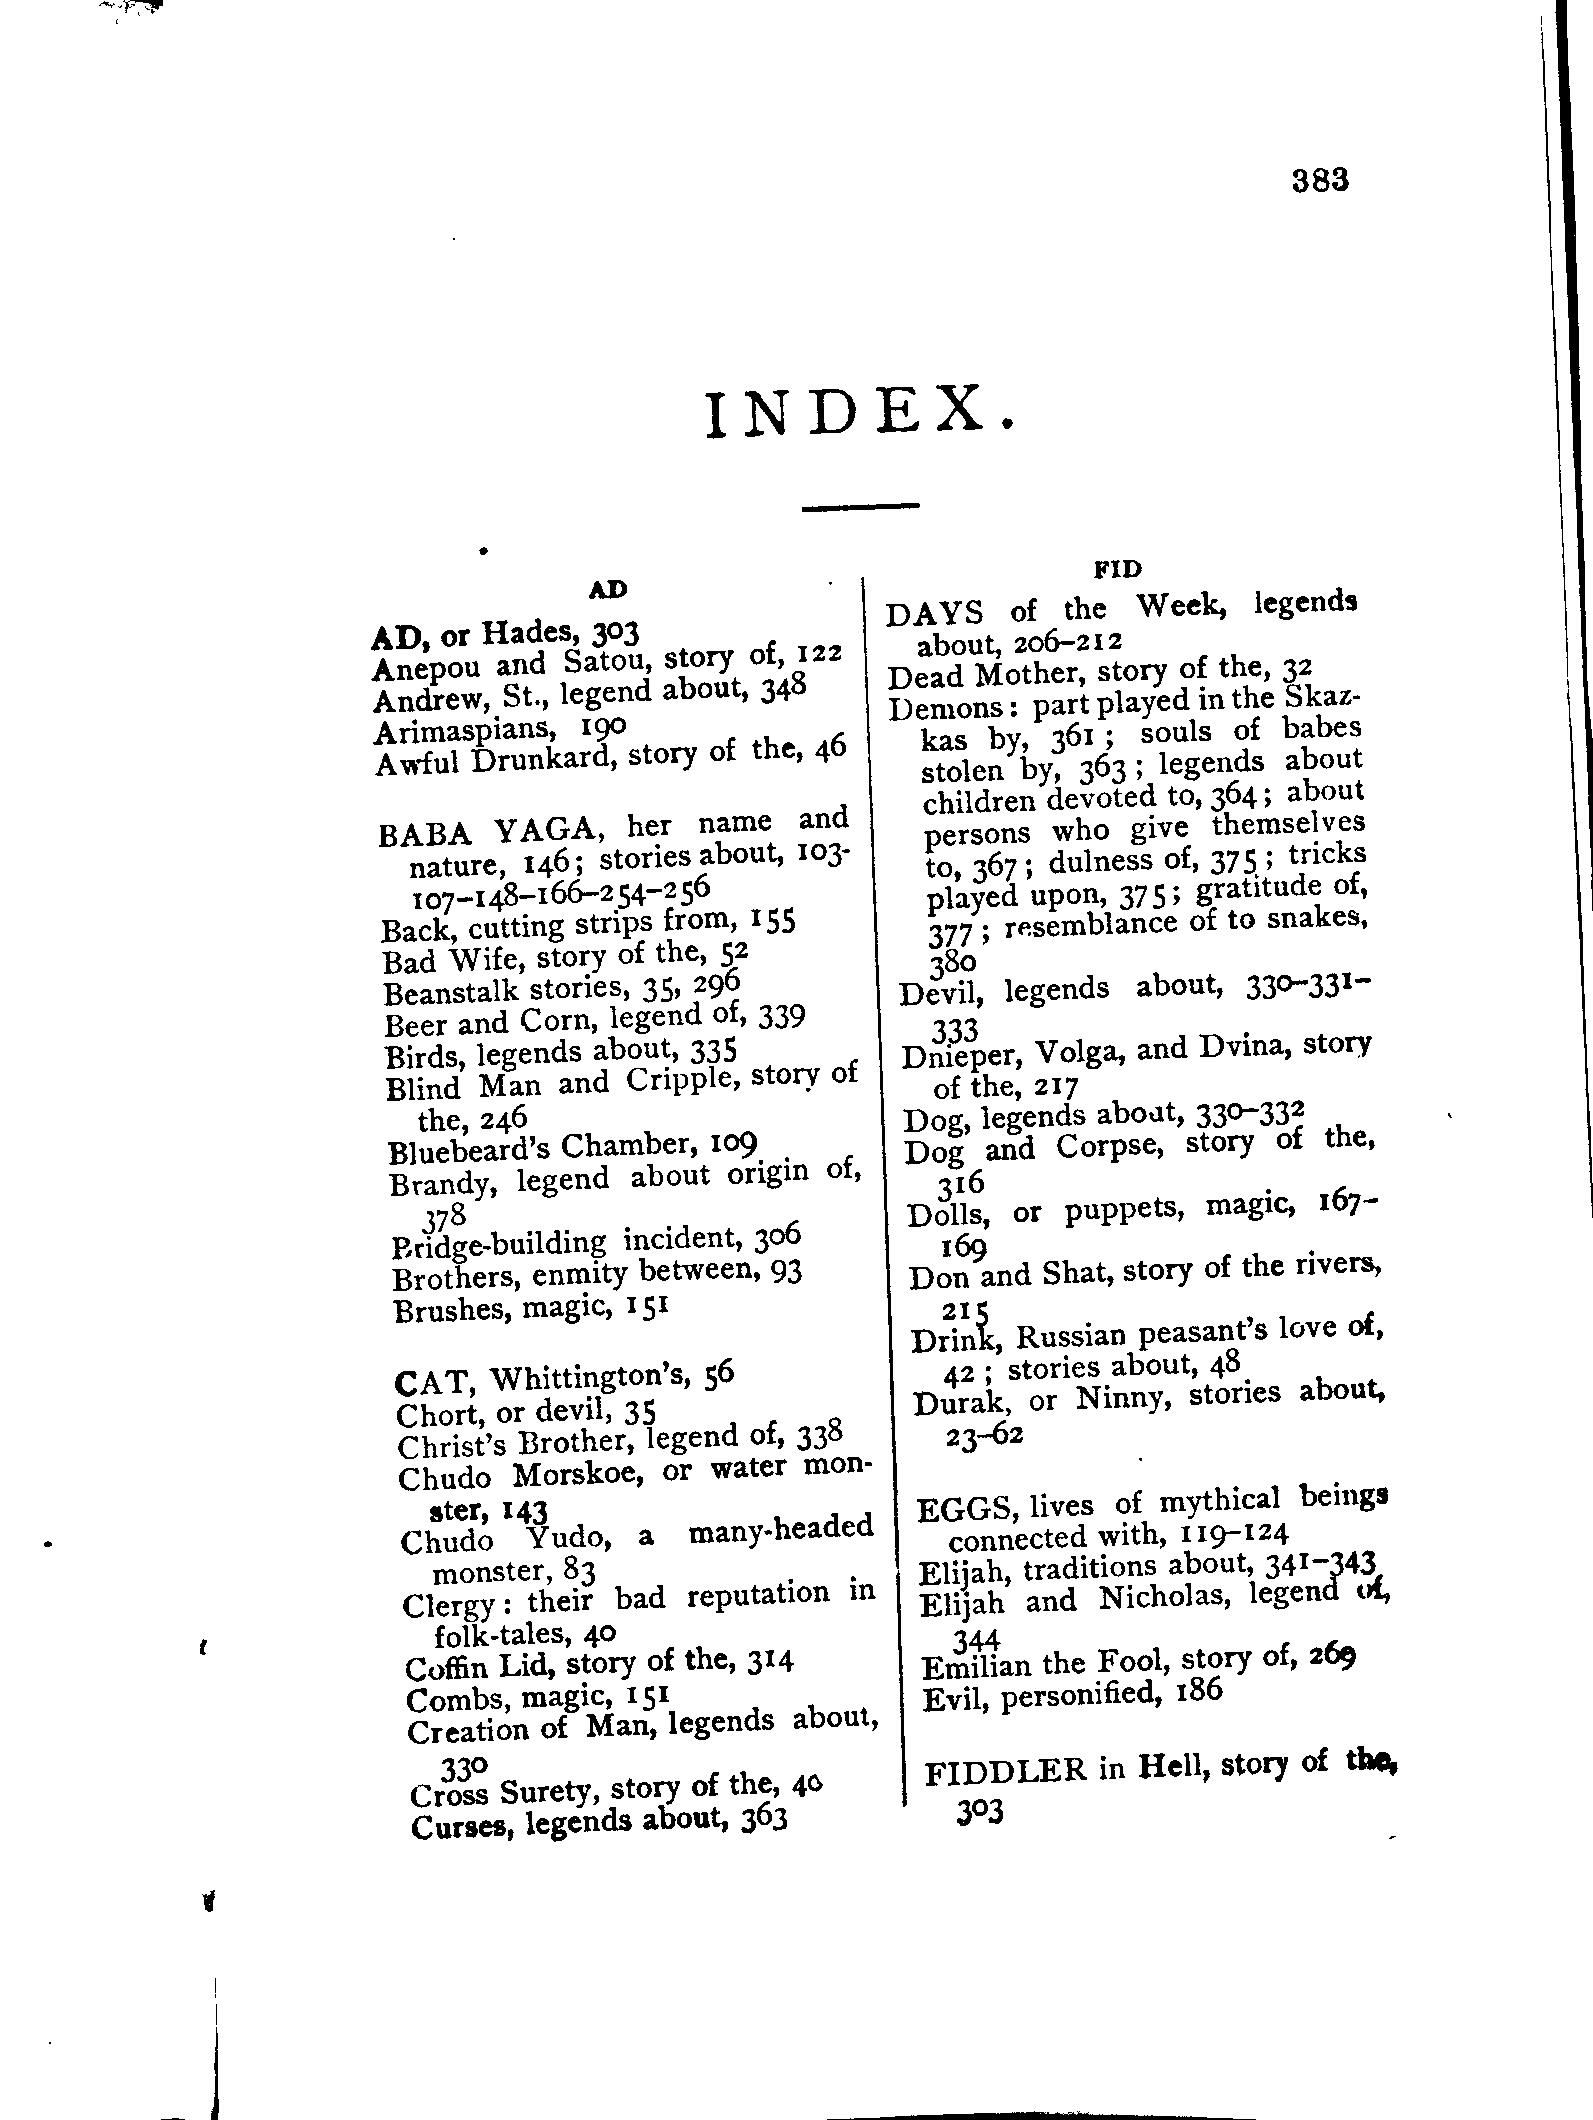 383
INDEX.
AD
AD, or Hades, 303
Anepou and Satou, story of, 122
Andrew, St., legend about, 348
Arimaspians, 190
Awful Drunkard, story of the, 46
BABA YAGA, her name and
nature, 146; stories about, 103-
107–148–166–254–256
Back, cutting strips from, 155
Bad Wife, story of the, 52
Beanstalk stories, 35, 296
Beer and Corn, legend of, 339
Birds, legends about, 335
Blind Man and Cripple, story of
the, 246
Bluebeard's Chamber, 109
Brandy, legend about origin of,
378
Bridge-building incident, 306
Brothers, enmity between, 93
Brushes, magic, 151
CAT, Whittington's, 56
Chort, or devil, 35
Christ's Brother, legend of, 338
Chudo Morskoe, or water mon-
ster, 143
Chudo Yudo, a many-headed
monster, 83
Clergy: their bad reputation in
folk-tales, 40
Coffin Lid, story of the, 314
Combs, magic, 151
Creation of Man, legends about,
330
Cross Surety, story of the, 40
Curses, legends about, 363
FID
DAYS of the Week, legends
about, 206–212
Dead Mother, story of the, 32
Demons: part played in the Skaz-
kas by, 361; souls of babes
stolen by, 363; legends about
children devoted to, 364; about
persons who give themselves
to, 367; dulness of, 375; tricks
played upon, 375; gratitude of,
377; resemblance of to snakes,
380
Devil, legends about, 330–331–
333
Dnieper, Volga, and Dvina, story
of the, 217
Dog, legends about, 330–332
Dog and Corpse, story of the,
316
Dolls, or puppets, magic, 167–
169
Don and Shat, story of the rivers,
215
Drink, Russian peasant's love of,
42; stories about, 48
Durak, or Ninny, stories about,
23–62
EGGS, lives of mythical beings
connected with, 119–124
Elijah, traditions about, 341–343
Elijah and Nicholas, legend of,
344
Emilian the Fool, story of, 269
Evil, personified, 186
FIDDLER in Hell, story of the,
303